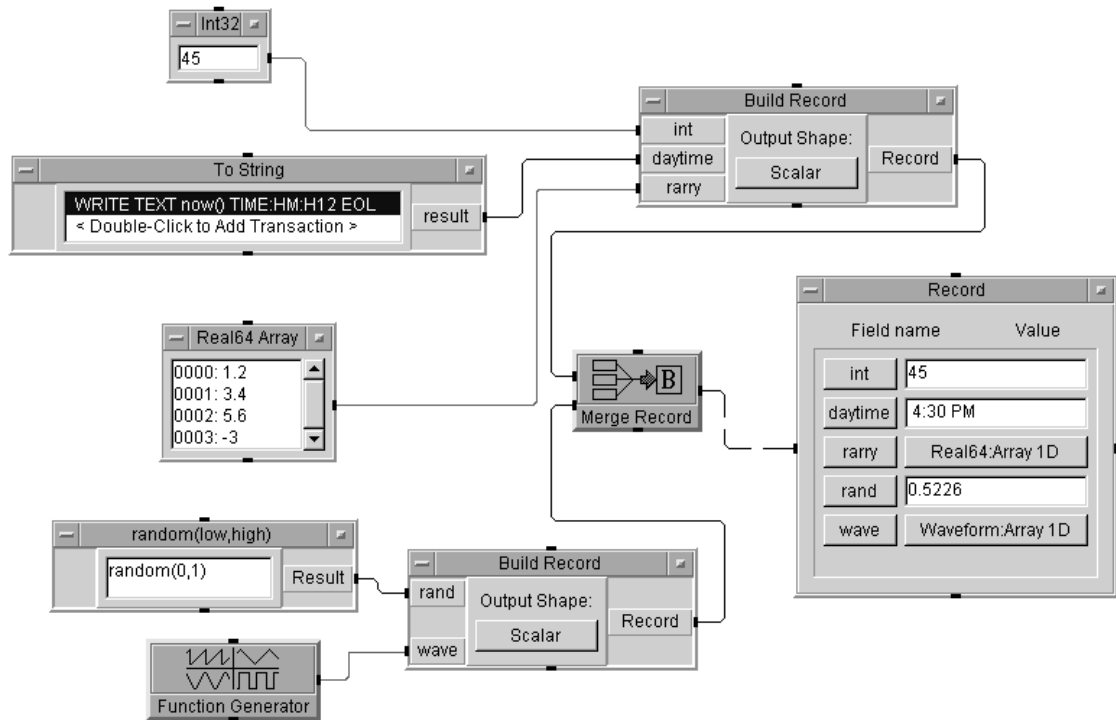 Int32
45
Build Record
int
daytime
rarry
Output Shape:
Scalar
Record
To String
WRITE TEXT now() TIME:HM:H12 EOL
< Double-Click to Add Transaction >
result
Real64 Array
0000: 1.2
0001: 3.4
0002: 5.6
0003: -3
B
Merge Record
Record
Field name Value
int 45
daytime 4:30 PM
rarry Real64:Array 1D
rand 0.5226
wave Waveform:Array 1D
random(low,high)
random(0,1)
Result
Build Record
rand
wave
Output Shape:
Scalar
Record
Function Generator